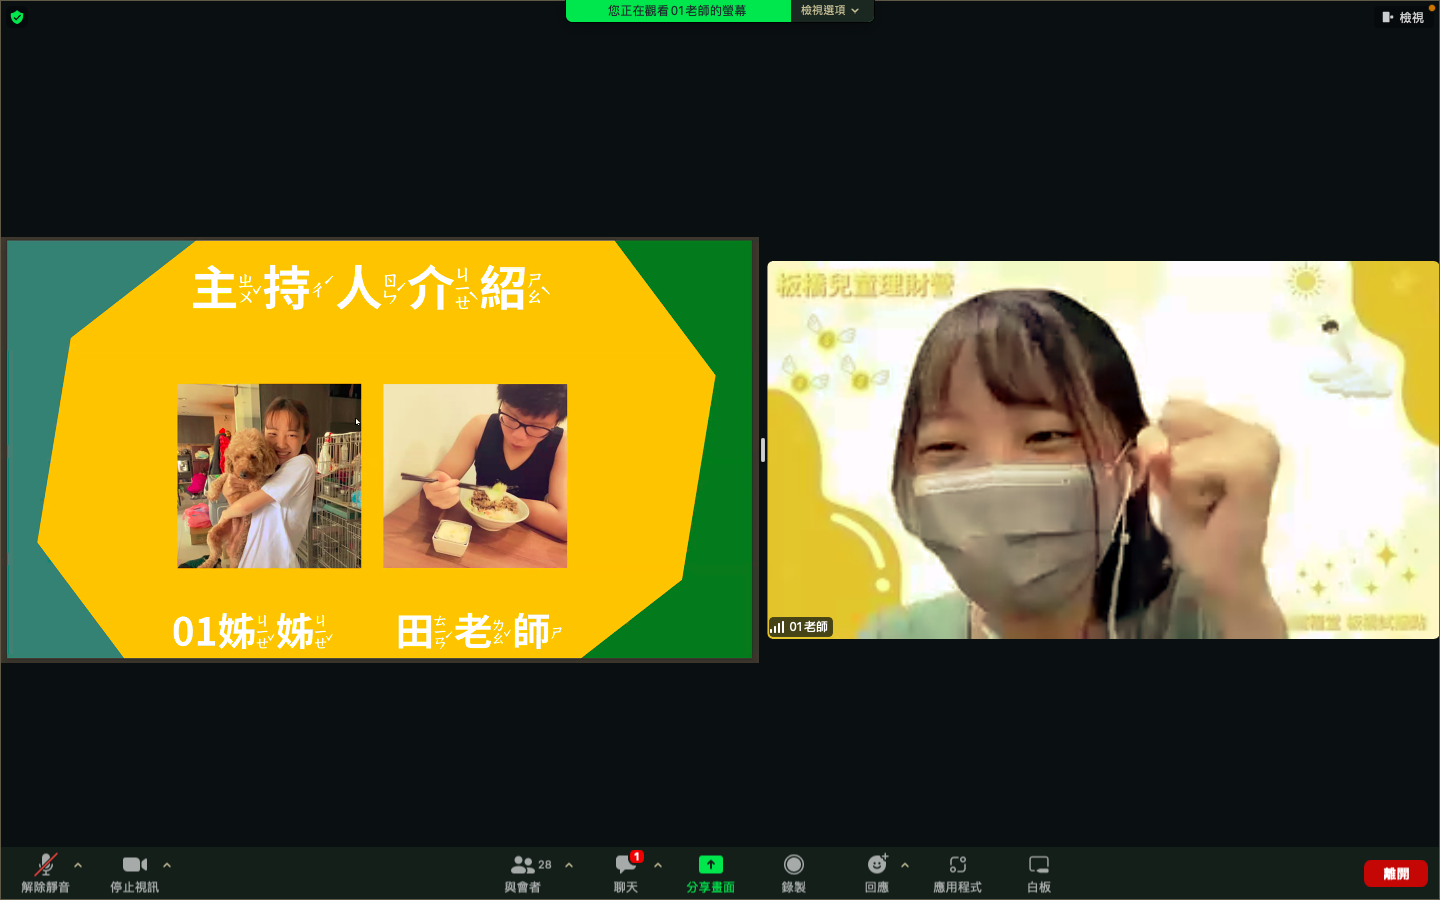 您正在觀看01老師的螢幕
檢視選項
檢視
主ㄓㄨˇ持ㄔˊ人ㄖㄣˊ介ㄐㄧㄝˋ紹ㄕㄠˋ
01姊ㄐㄧㄝˇ姊ㄐㄧㄝˇ
田ㄊㄧㄢˊ老ㄌㄠˇ師ㄕ
板橋兒童理財營
01老師
解除靜音
停止視訊
28
與會者
1
聊天
分享畫面
錄製
回應
應用程式
白板
離開